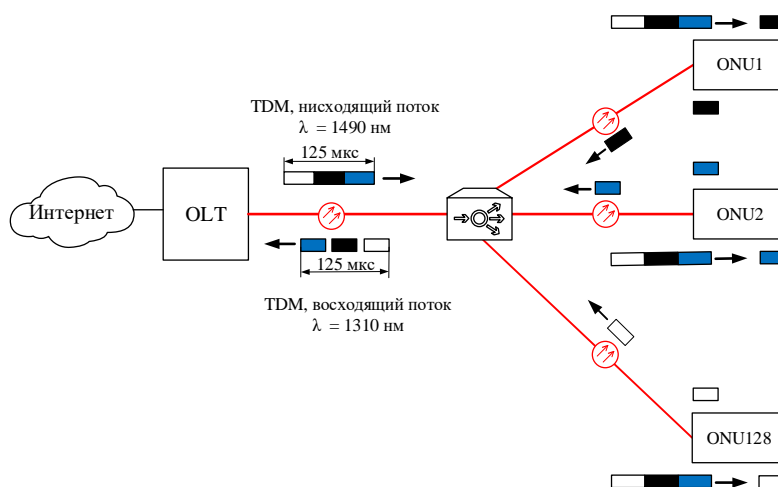 ONU1
TDM, нисходящий поток
λ = 1490 нм
125 мкс
Интернет
OLT
ONU2
125 мкс
TDM, восходящий поток
λ = 1310 нм
ONU128